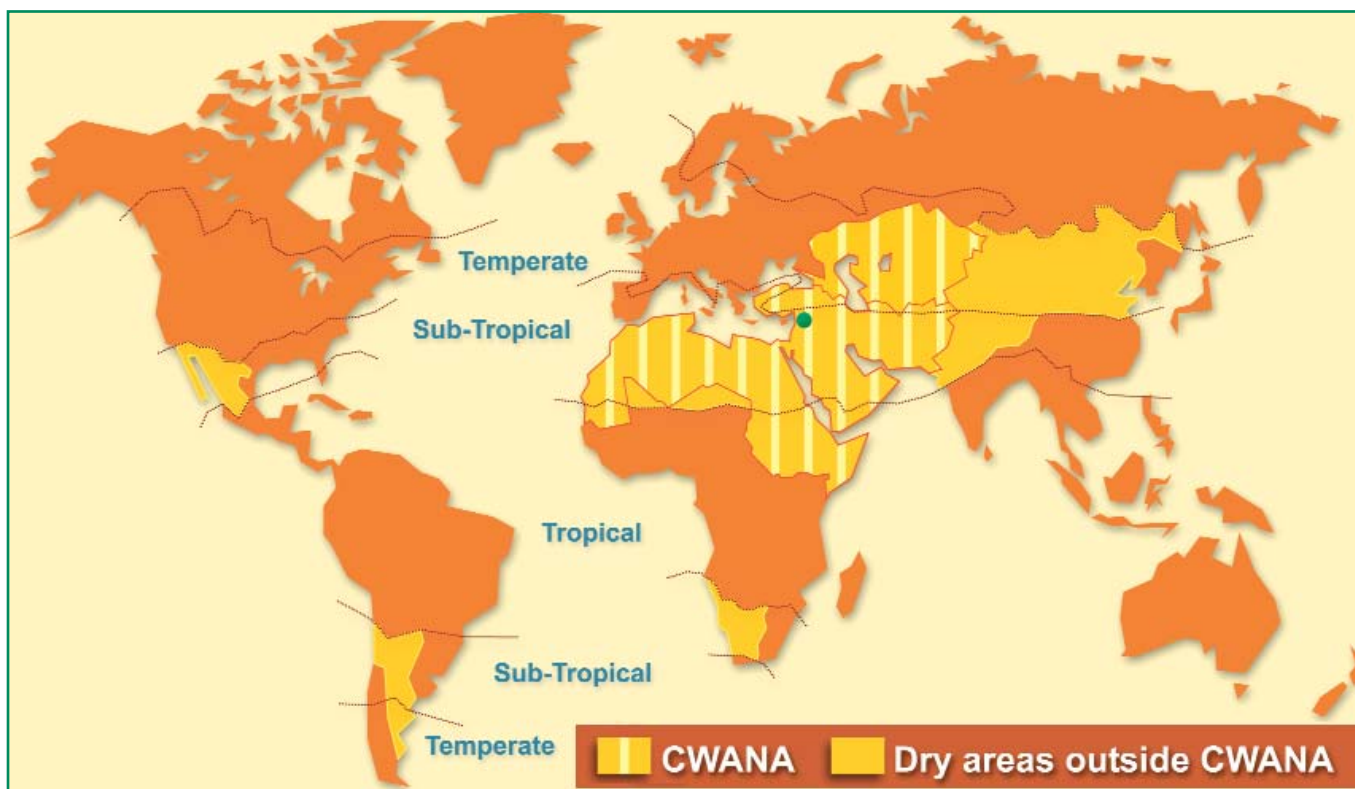 Temperate
Sub-Tropical
Tropical
Sub-Tropical
Temperate
CWANA
Dry areas outside CWANA